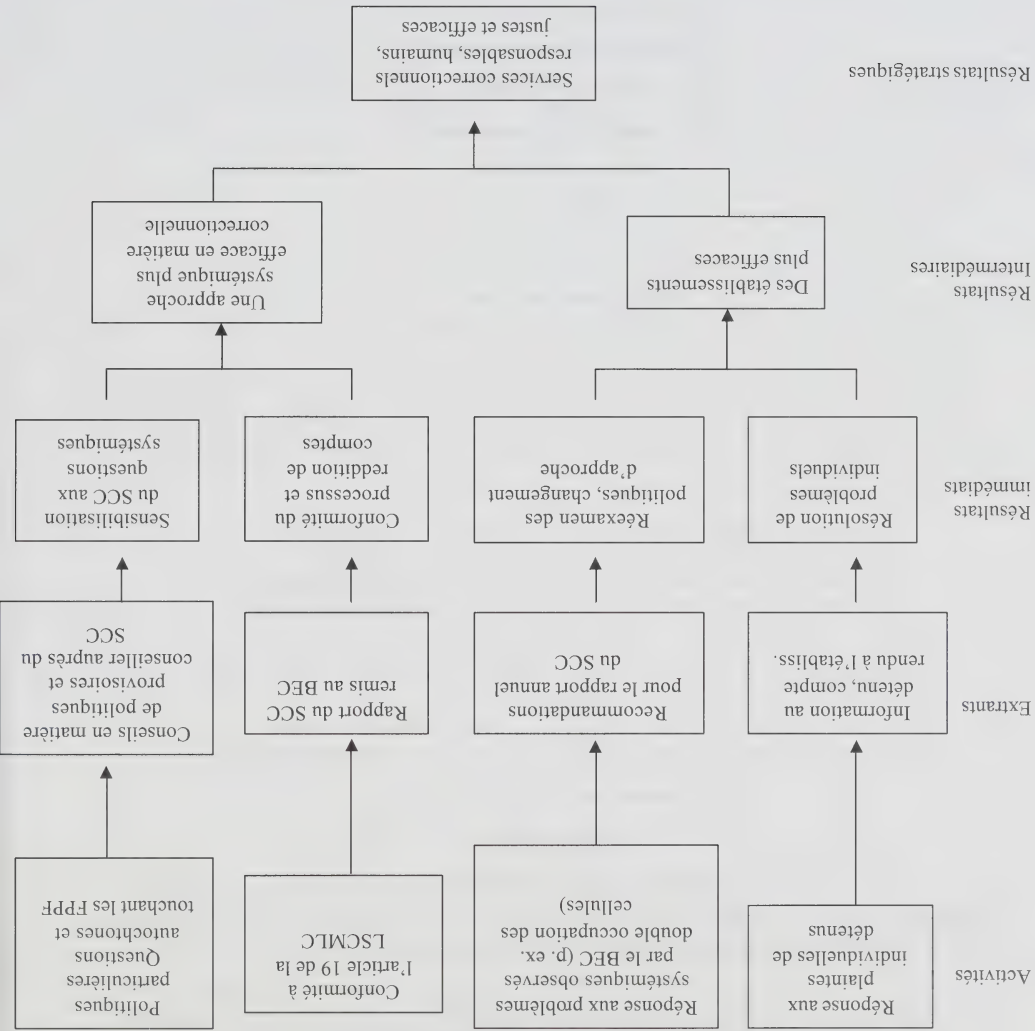 Activités
Réponse aux
plaintes
individuelles de
détenus
Réponse aux problèmes
systémiques observés
par le BEC (p. ex.
double occupation des
cellules)
Conformité à
l'article 19 de la
LSCMLC
Politiques
particulières
Questions
autochtones et
touchant les FPPF
Extrants
Information au
détenu, compte
rendu à l'établiss.
Recommandations
pour le rapport annuel
du SCC
Rapport du SCC
remis au BEC
Conseils en matière
de politiques
provisoires et
conseiller auprès du
SCC
Résultats
immédiats
Résolution de
problèmes
individuels
Réexamen des
politiques, changement
d'approche
Conformité du
processus et
reddition de
comptes
Sensibilisation
du SCC aux
questions
systémiques
Résultats
Intermédiaires
Des établissements
plus efficaces
Une approche
systémique plus
efficace en matière
correctionnelle
Résultats stratégiques
Services correctionnels
responsables, humains,
justes et efficaces